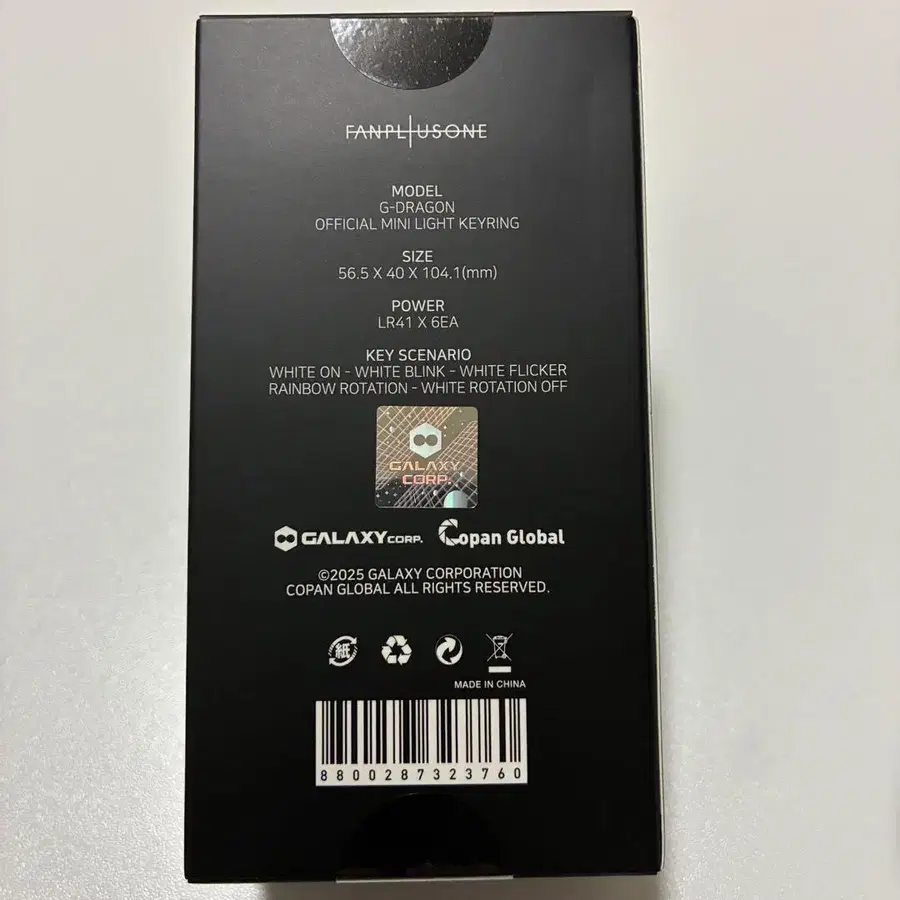 FANPLUSONE
MODEL
G-DRAGON
OFFICIAL MINI LIGHT KEYRING
SIZE
56.5 X 40 X 104.1(mm)
POWER
LR41 X 6EA
KEY SCENARIO
WHITE ON - WHITE BLINK - WHITE FLICKER
RAINBOW ROTATION - WHITE ROTATION OFF
GALAXY
CORP.
GALAXY CORP. Copan Global
©2025 GALAXY CORPORATION
COPAN GLOBAL ALL RIGHTS RESERVED.
紙
MADE IN CHINA
8800287323760